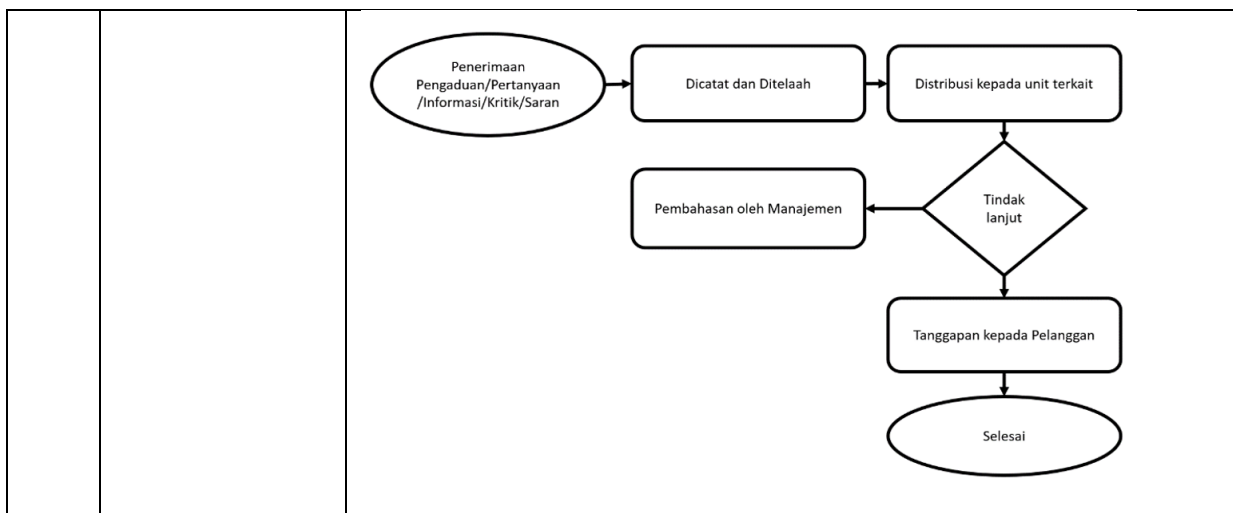 Penerimaan
Pengaduan/Pertanyaan
/Informasi/Kritik/Saran
Dicatat dan Ditelaah
Distribusi kepada unit terkait
Pembahasan oleh Manajemen
Tindak
lanjut
Tanggapan kepada Pelanggan
Selesai